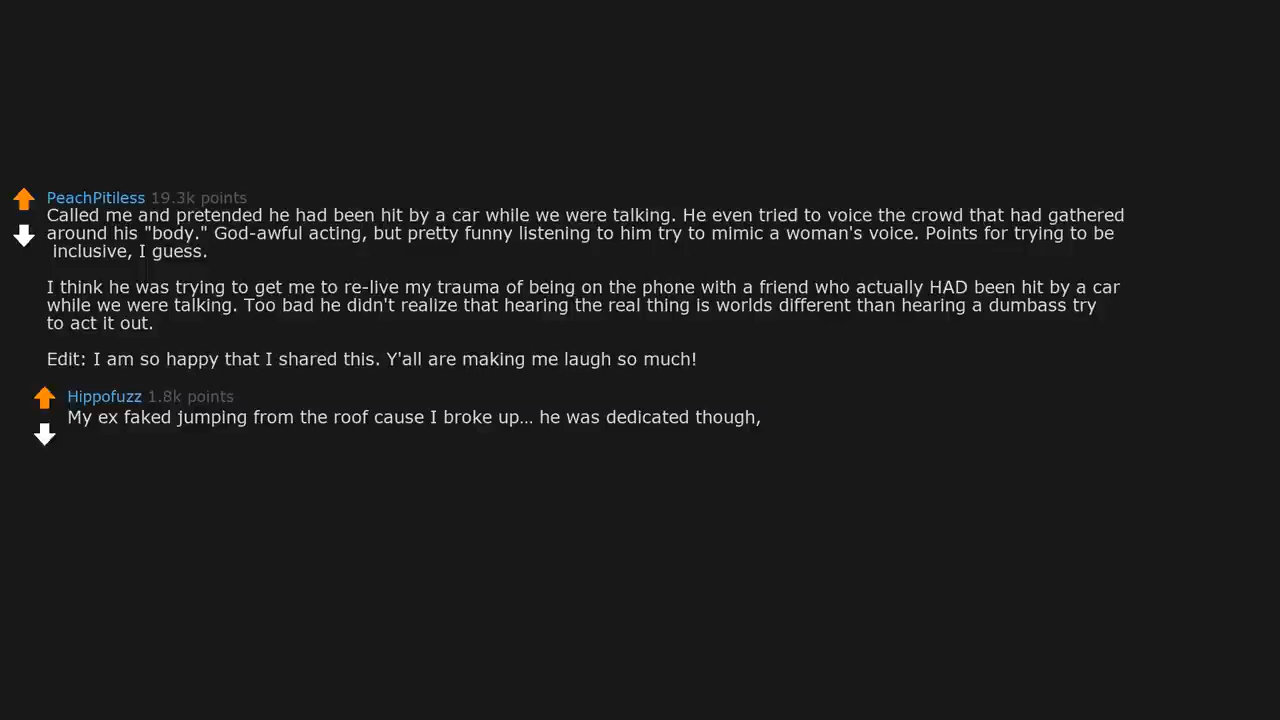 PeachPitiless 19.3k points
Called me and pretended he had been hit by a car while we were talking. He even tried to voice the crowd that had gathered
around his "body." God-awful acting, but pretty funny listening to him try to mimic a woman's voice. Points for trying to be
inclusive, I guess.
I think he was trying to get me to re-live my trauma of being on the phone with a friend who actually HAD been hit by a car
while we were talking. Too bad he didn't realize that hearing the real thing is worlds different than hearing a dumbass try
to act it out.
Edit: I am so happy that I shared this. Y'all are making me laugh so much!
Hippofuzz 1.8k points
My ex faked jumping from the roof cause I broke up... he was dedicated though,